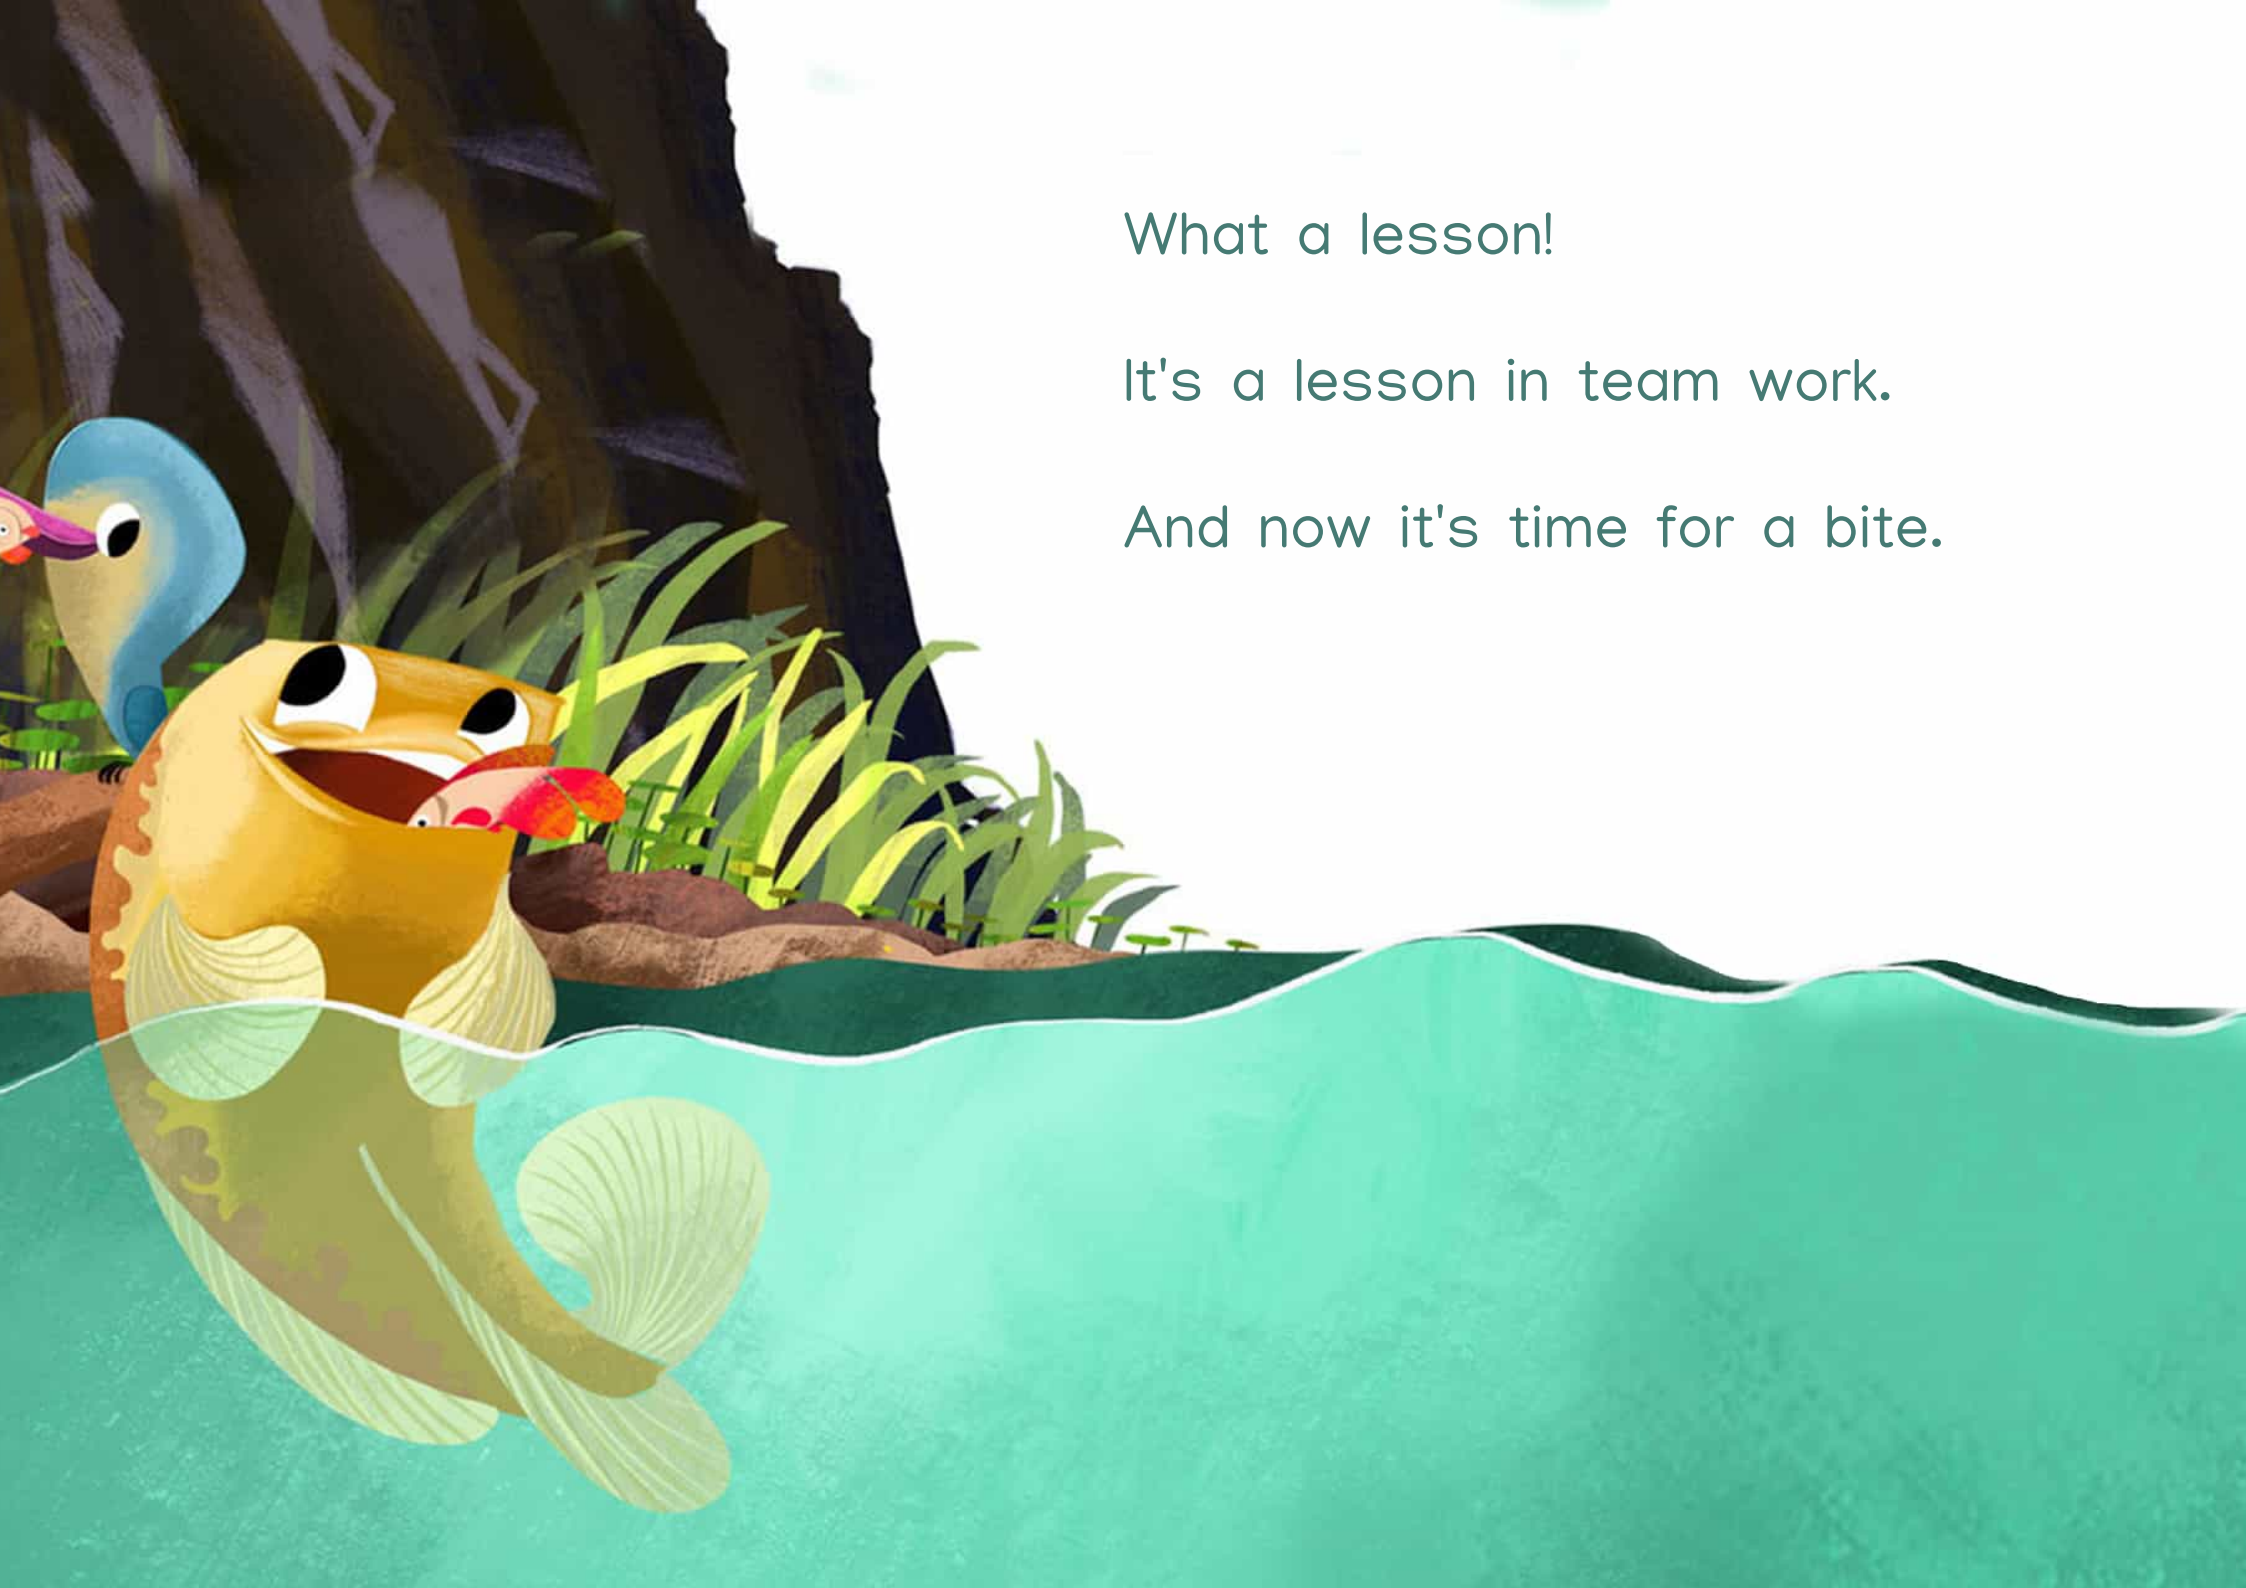 What a lesson!
It's a lesson in team work.
And now it's time for a bite.